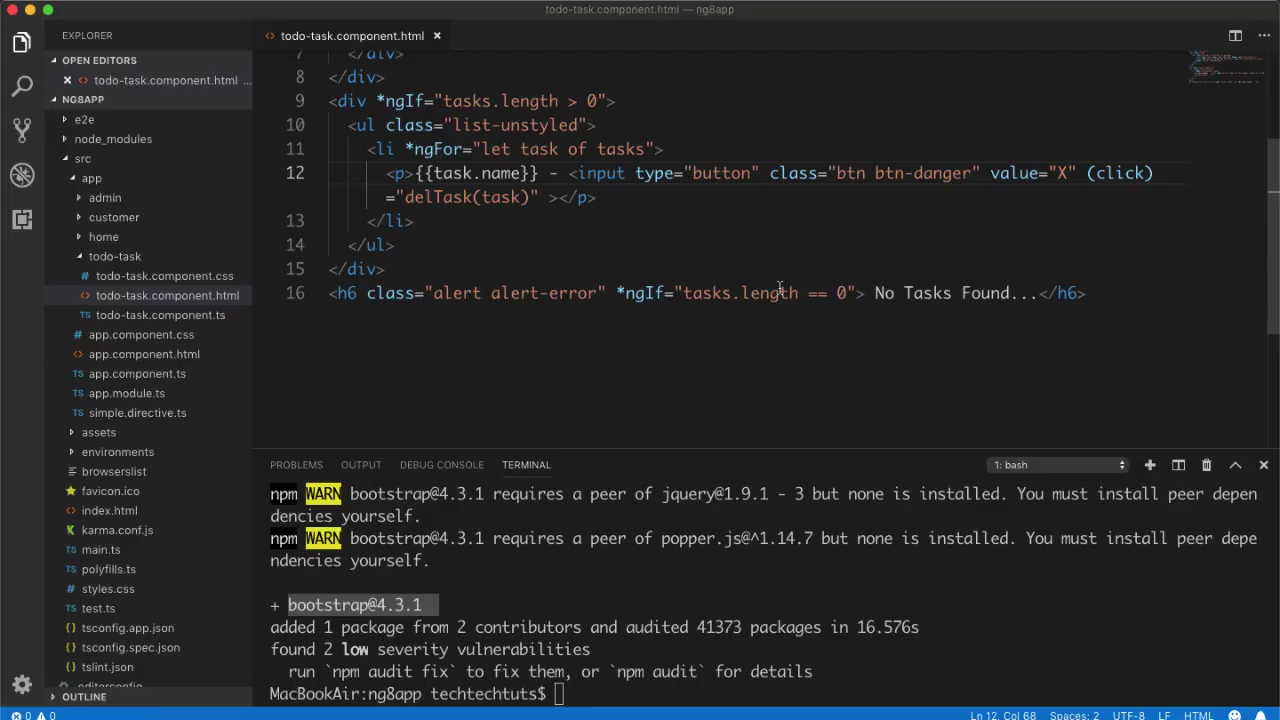 todo-task.component.html — ng8app
EXPLORER
OPEN EDITORS
todo-task.component.html ...
NG8APP
e2e
node_modules
src
app
admin
customer
home
todo-task
# todo-task.component.css
<> todo-task.component.html
TS todo-task.component.ts
# app.component.css
<> app.component.html
TS app.component.ts
TS app.module.ts
TS simple.directive.ts
assets
environments
browserslist
favicon.ico
index.html
karma.conf.js
TS main.ts
TS polyfills.ts
# styles.css
TS test.ts
{} tsconfig.app.json
{} tsconfig.spec.json
{} tslint.json
.editorconfig
OUTLINE
<> todo-task.component.html ×
7 </div>
8 </div>
9 <div *ngIf="tasks.length > 0">
10 <ul class="list-unstyled">
11 <li *ngFor="let task of tasks">
12 <p>{{task.name}} - <input type="button" class="btn btn-danger" value="X" (click)
="delTask(task)" ></p>
13 </li>
14 </ul>
15 </div>
16 <h6 class="alert alert-error" *ngIf="tasks.length == 0"> No Tasks Found...</h6>
PROBLEMS OUTPUT DEBUG CONSOLE TERMINAL 1: bash
npm WARN bootstrap@4.3.1 requires a peer of jquery@1.9.1 - 3 but none is installed. You must install peer depen
dencies yourself.
npm WARN bootstrap@4.3.1 requires a peer of popper.js@^1.14.7 but none is installed. You must install peer depe
ndencies yourself.
+ bootstrap@4.3.1
added 1 package from 2 contributors and audited 41373 packages in 16.576s
found 2 low severity vulnerabilities
run `npm audit fix` to fix them, or `npm audit` for details
MacBookAir:ng8app techtechtuts$
0 0 Ln 12, Col 68 Spaces: 2 UTF-8 LF HTML